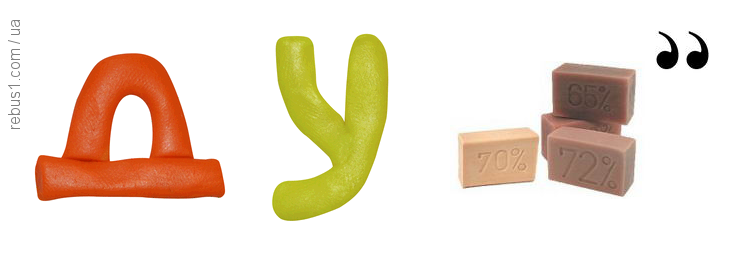 rebus1.com / ua
Д У ,,
65%
70% 72%